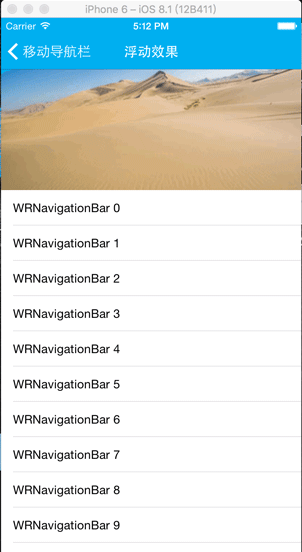 iPhone 6 – iOS 8.1 (12B411)
Carrier 5:12 PM
移动导航栏 浮动效果
WRNavigationBar 0
WRNavigationBar 1
WRNavigationBar 2
WRNavigationBar 3
WRNavigationBar 4
WRNavigationBar 5
WRNavigationBar 6
WRNavigationBar 7
WRNavigationBar 8
WRNavigationBar 9